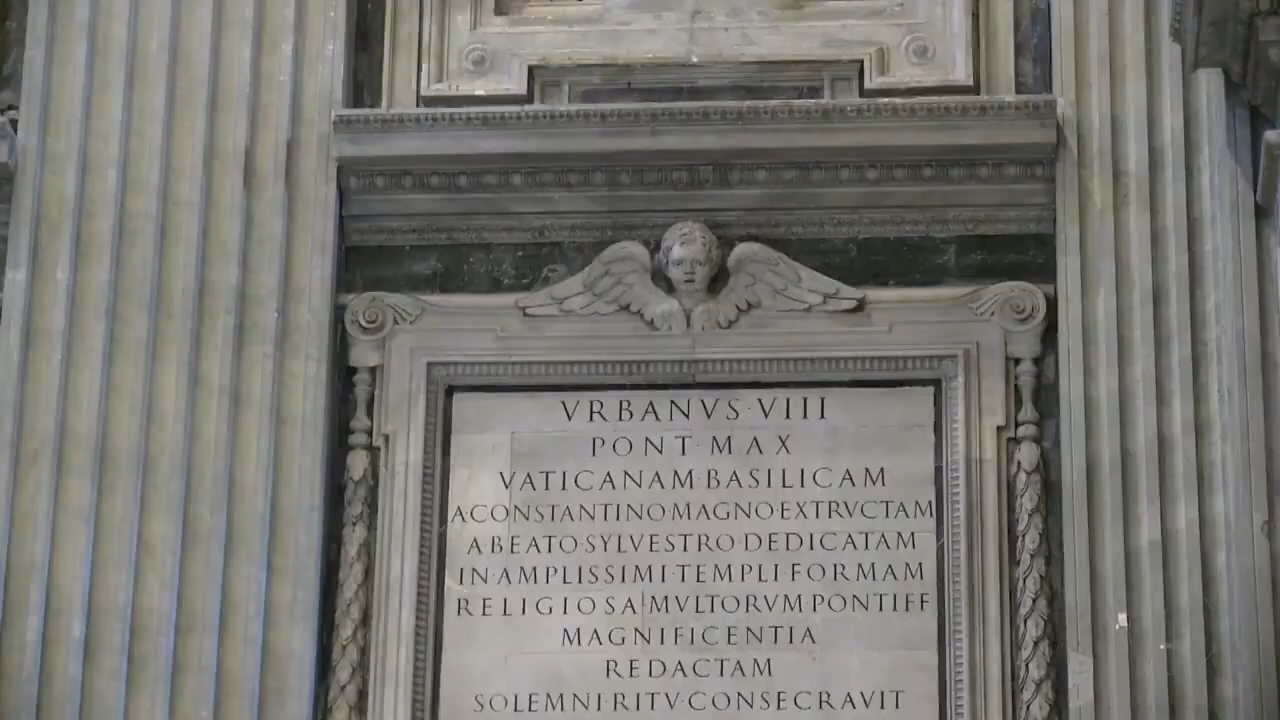 VRBANVS·VIII
PONT·MAX
VATICANAM·BASILICAM
A·CONSTANTINO·MAGNO·EXTRVCTAM
A BEATO·SYLVESTRO DEDICATAM
IN·AMPLISSIMI·TEMPLI FORMAM
RELIGIOSA·MVLTORVM·PONTIFF
MAGNIFICENTIA
REDACTAM
SOLEMNI·RITV·CONSECRAVIT